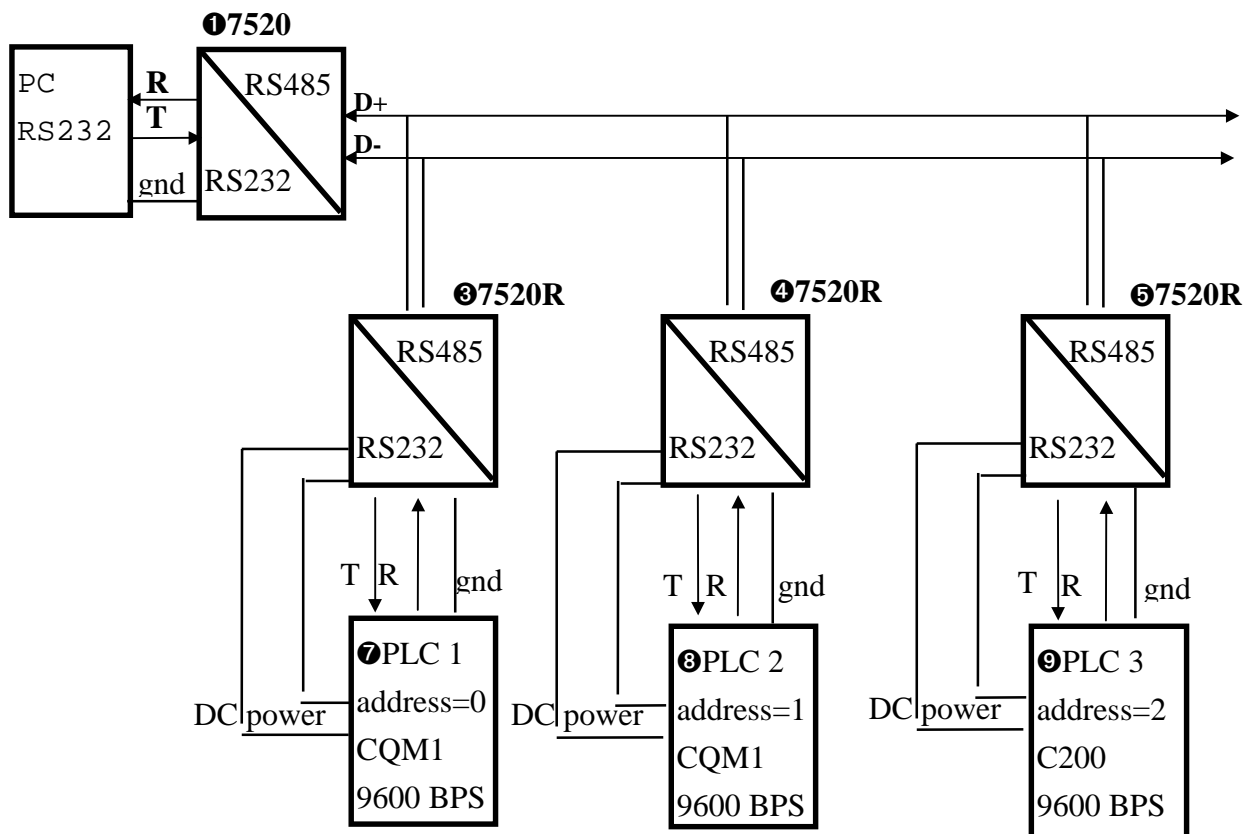 ❶7520
PC
RS232
R
T
gnd
RS485
RS232
D+
D-
❸7520R
RS485
RS232
❹7520R
RS485
RS232
❺7520R
RS485
RS232
T R gnd
T R gnd
T R gnd
DC power
❼PLC 1
address=0
CQM1
9600 BPS
DC power
❽PLC 2
address=1
CQM1
9600 BPS
DC power
❾PLC 3
address=2
C200
9600 BPS